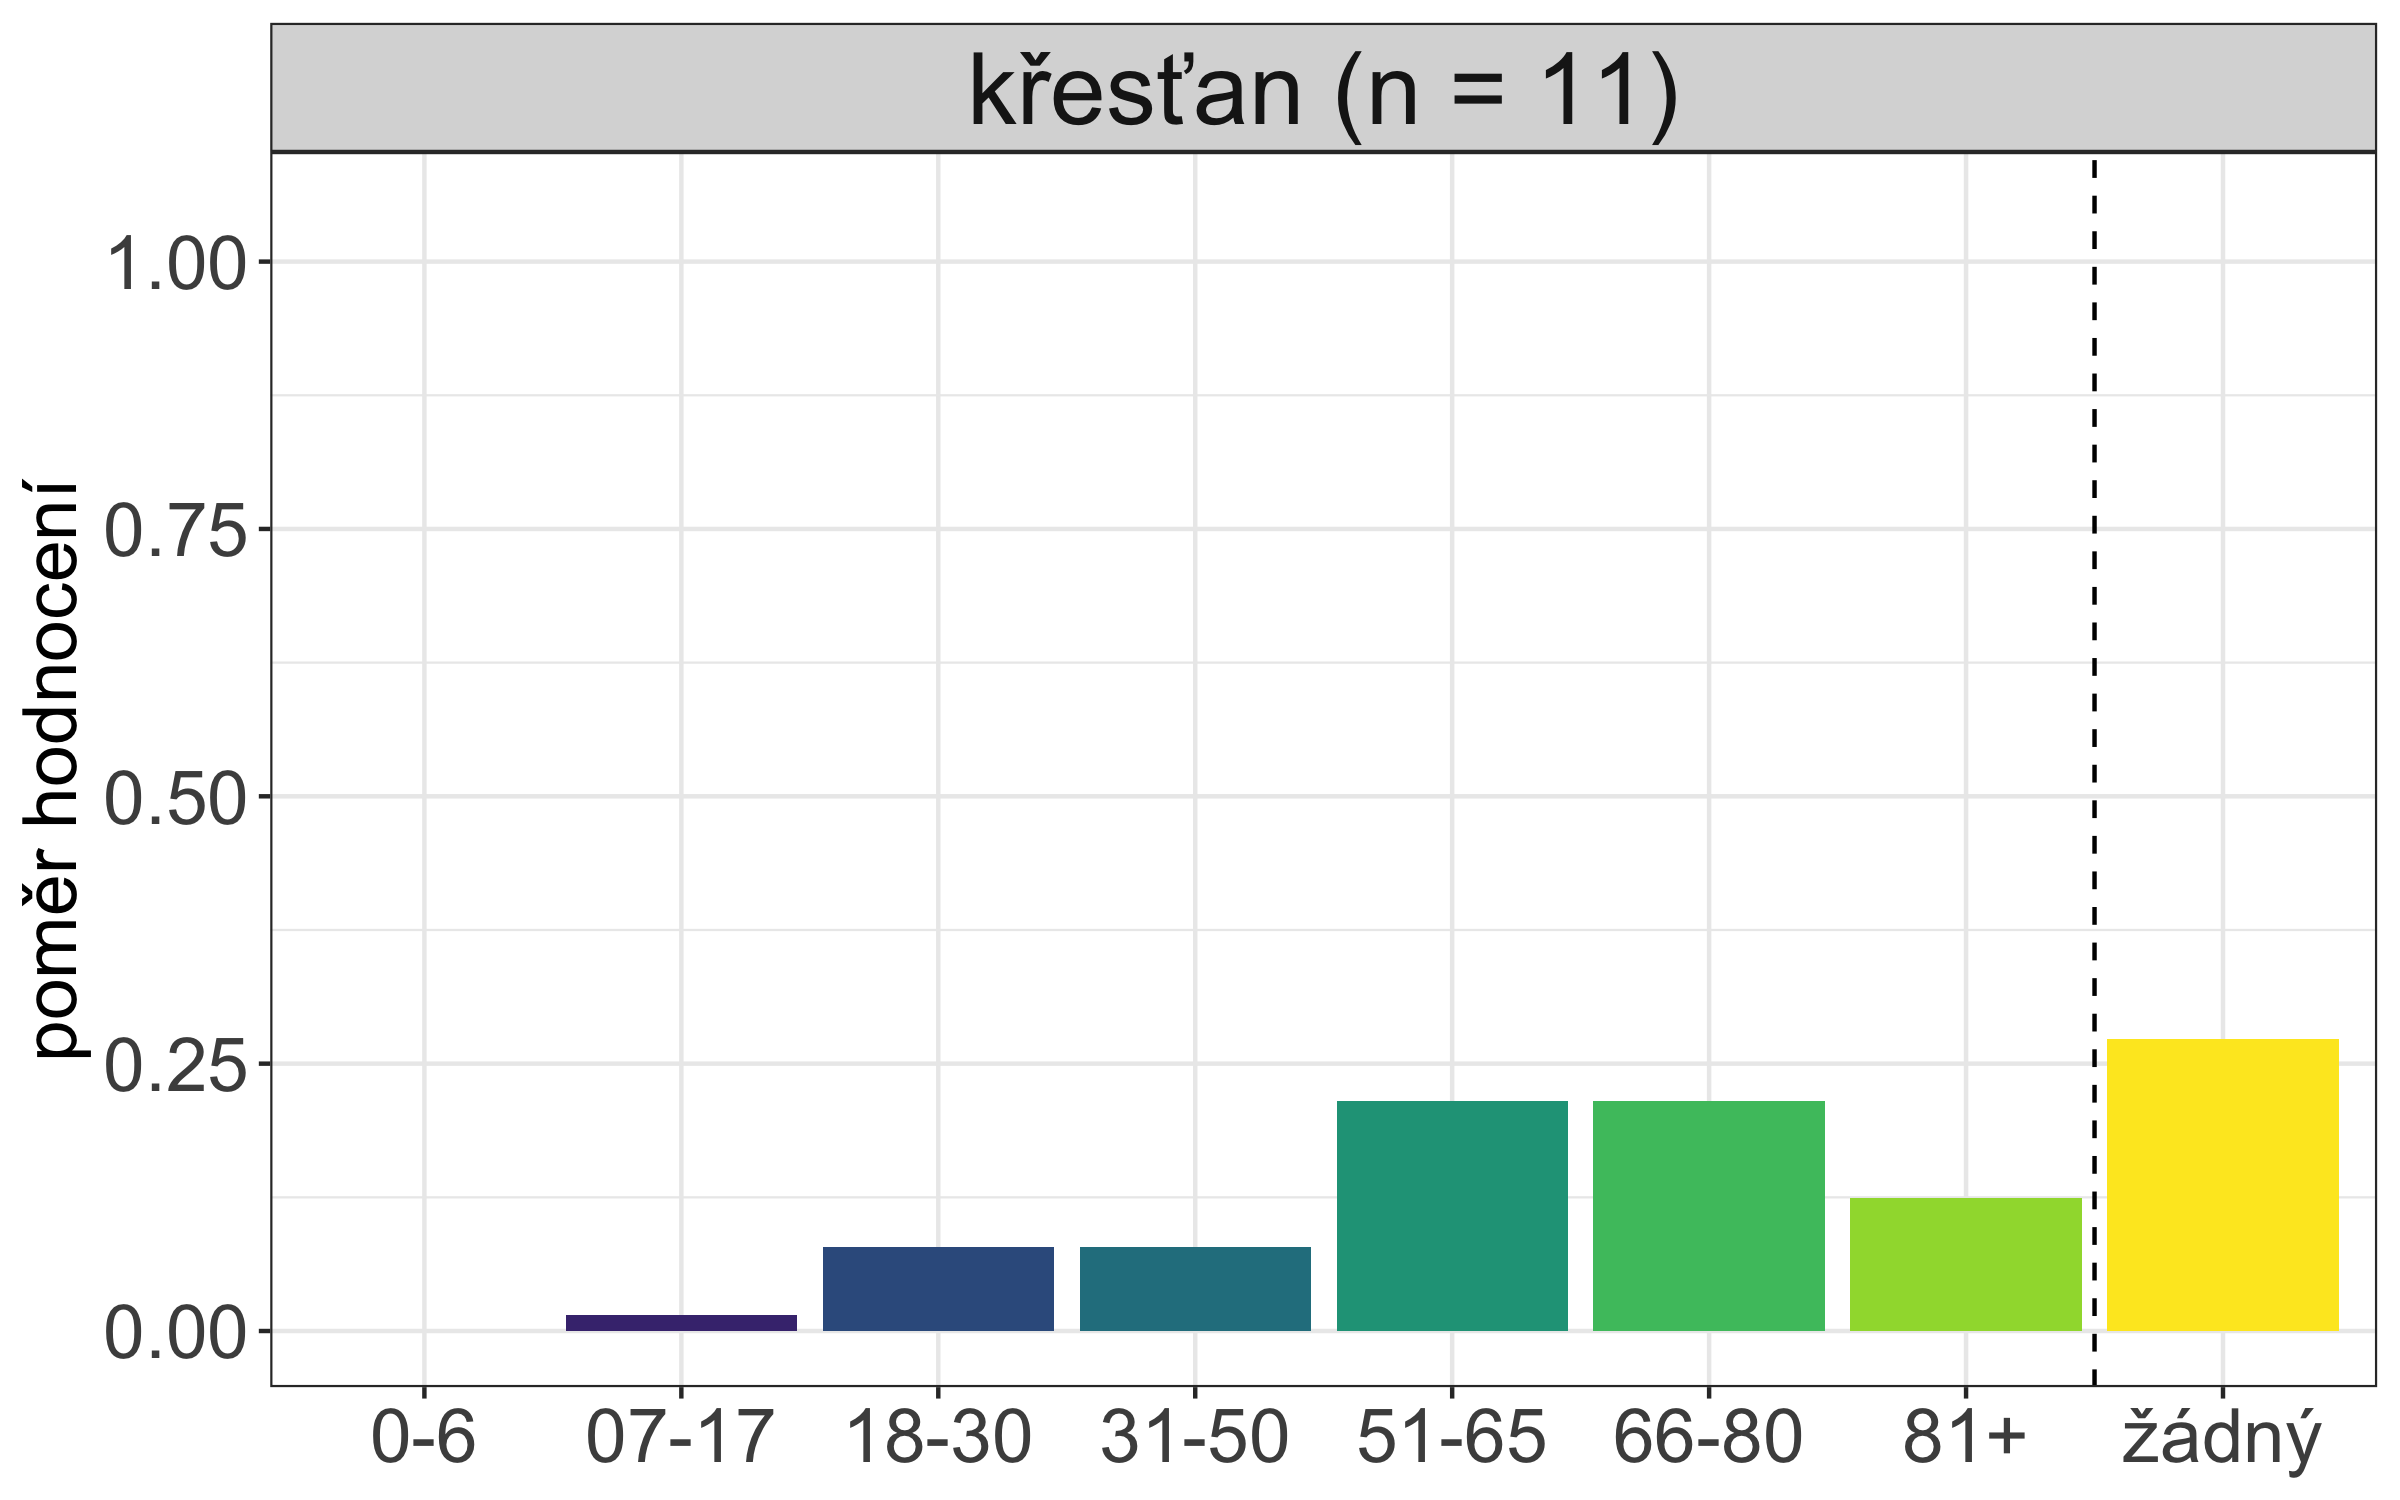 křesťan (n = 11)
poměr hodnocení
1.00
0.75
0.50
0.25
0.00
0-6 07-17 18-30 31-50 51-65 66-80 81+ žádný